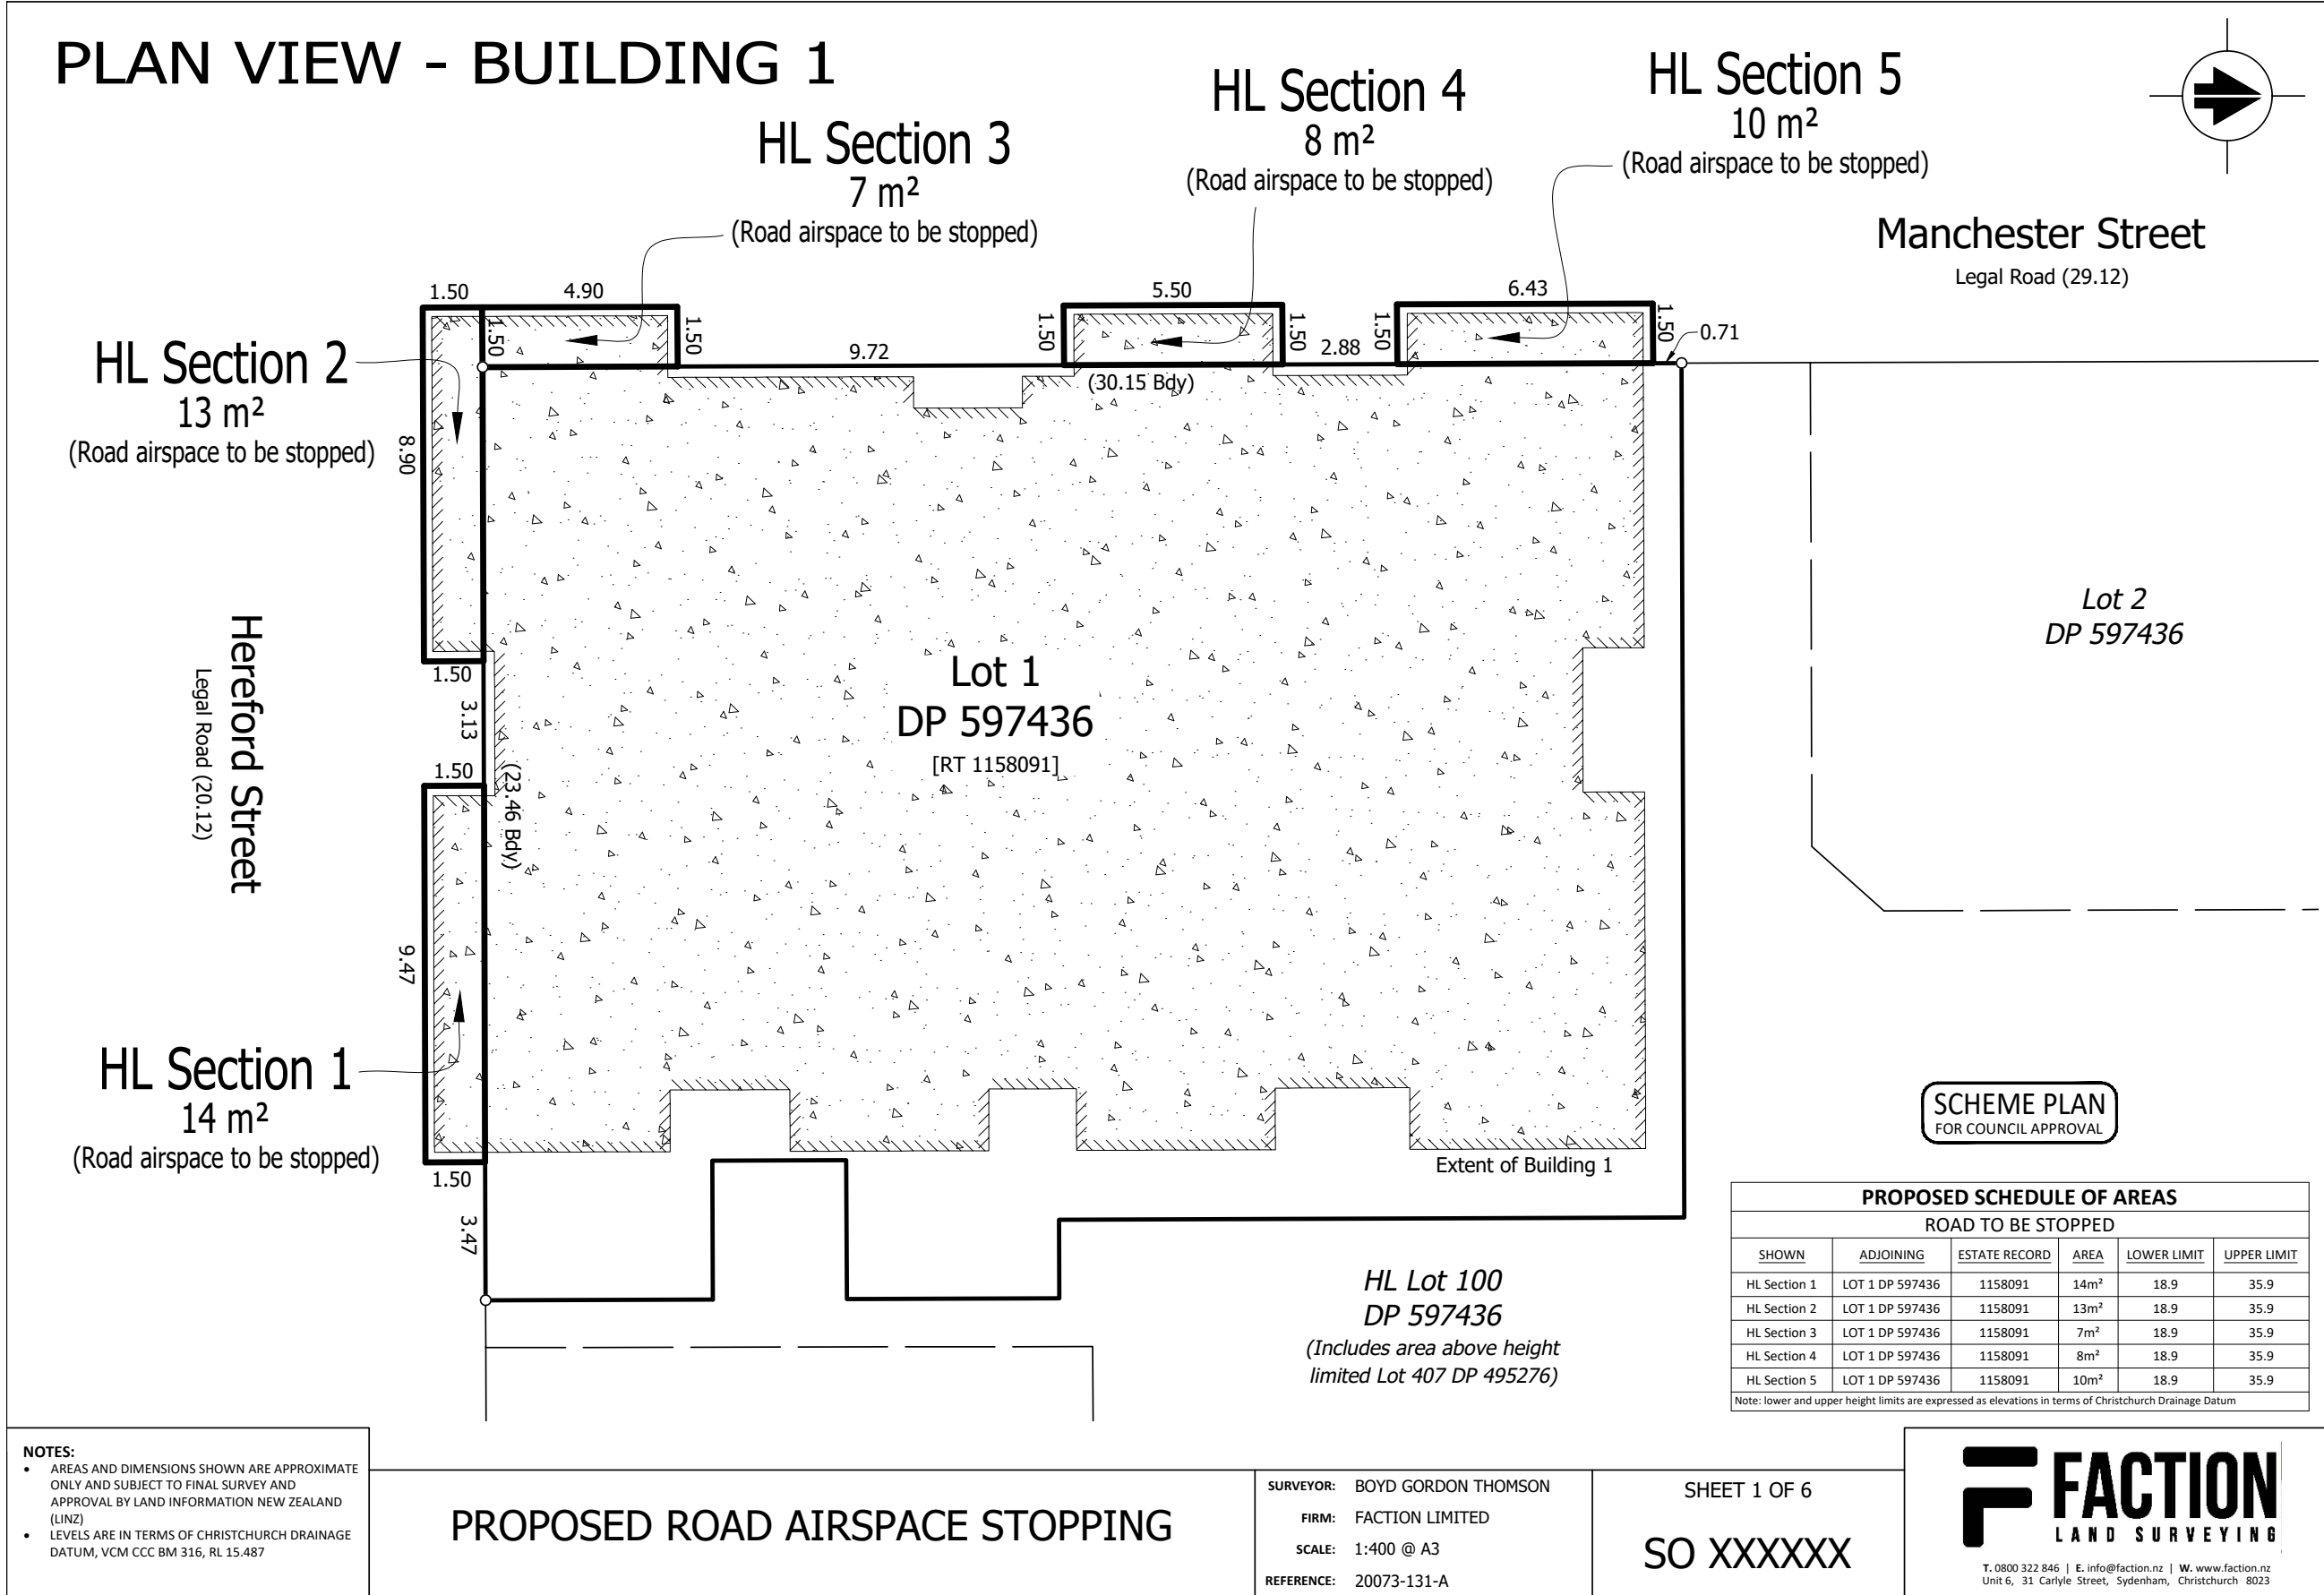 PLAN VIEW - BUILDING 1
HL Section 3
7 m²
(Road airspace to be stopped)
HL Section 4
8 m²
(Road airspace to be stopped)
HL Section 5
10 m²
(Road airspace to be stopped)
Manchester Street
Legal Road (29.12)
1.50
4.90
1.50
1.50
9.72
1.50
5.50
1.50
2.88
1.50
6.43
1.50
0.71
(30.15 Bdy)
HL Section 2
13 m²
(Road airspace to be stopped)
8.90
1.50
3.13
1.50
(23.46 Bdy)
Hereford Street
Legal Road (20.12)
Lot 1
DP 597436
[RT 1158091]
Lot 2
DP 597436
9.47
HL Section 1
14 m²
(Road airspace to be stopped)
1.50
3.47
Extent of Building 1
HL Lot 100
DP 597436
(Includes area above height
limited Lot 407 DP 495276)
SCHEME PLAN
FOR COUNCIL APPROVAL
PROPOSED SCHEDULE OF AREAS
ROAD TO BE STOPPED
SHOWN ADJOINING ESTATE RECORD AREA LOWER LIMIT UPPER LIMIT
HL Section 1 LOT 1 DP 597436 1158091 14m² 18.9 35.9
HL Section 2 LOT 1 DP 597436 1158091 13m² 18.9 35.9
HL Section 3 LOT 1 DP 597436 1158091 7m² 18.9 35.9
HL Section 4 LOT 1 DP 597436 1158091 8m² 18.9 35.9
HL Section 5 LOT 1 DP 597436 1158091 10m² 18.9 35.9
Note: lower and upper height limits are expressed as elevations in terms of Christchurch Drainage Datum
NOTES:
• AREAS AND DIMENSIONS SHOWN ARE APPROXIMATE
ONLY AND SUBJECT TO FINAL SURVEY AND
APPROVAL BY LAND INFORMATION NEW ZEALAND
(LINZ)
• LEVELS ARE IN TERMS OF CHRISTCHURCH DRAINAGE
DATUM, VCM CCC BM 316, RL 15.487
PROPOSED ROAD AIRSPACE STOPPING
SURVEYOR: BOYD GORDON THOMSON
FIRM: FACTION LIMITED
SCALE: 1:400 @ A3
REFERENCE: 20073-131-A
SHEET 1 OF 6
SO XXXXXX
FACTION
LAND SURVEYING
T. 0800 322 846 | E. info@faction.nz | W. www.faction.nz
Unit 6, 31 Carlyle Street, Sydenham, Christchurch 8023